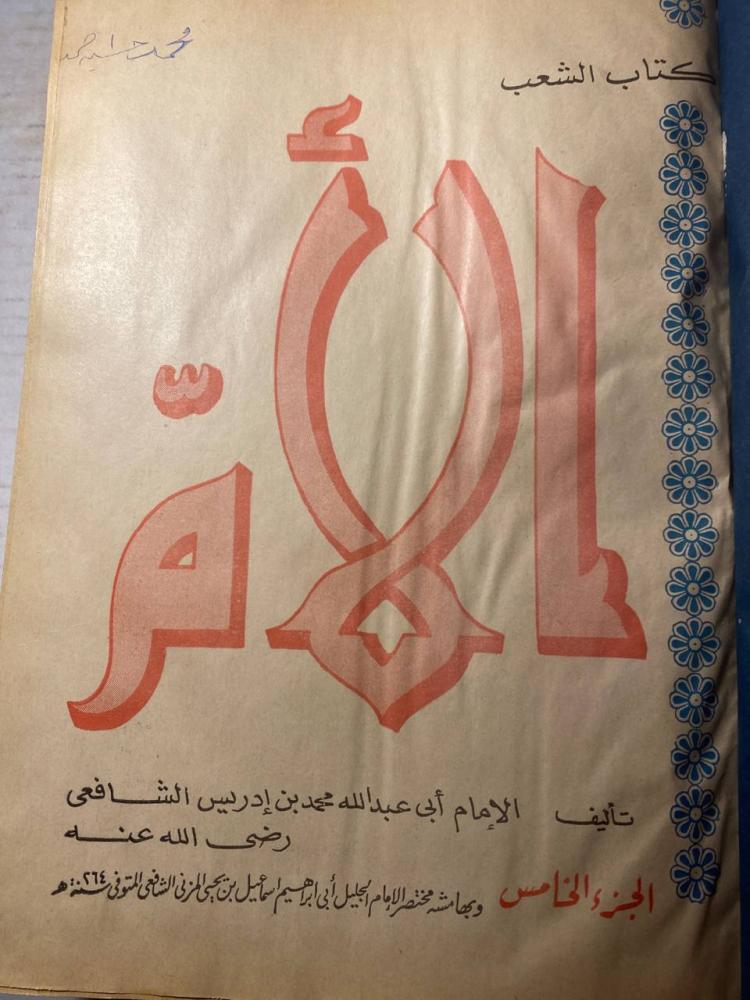 كتاب الشعب
الأمّ
تأليف الإمام أبى عبدالله محمد بن إدريس الشافعى
رضى الله عنه
الجزء الخامس وبهامشه مختصر الإمام الجليل أبى ابراهيم اسماعيل بن يحيى المزنى الشافعى المتوفى سنة ٢٦٤ هـ